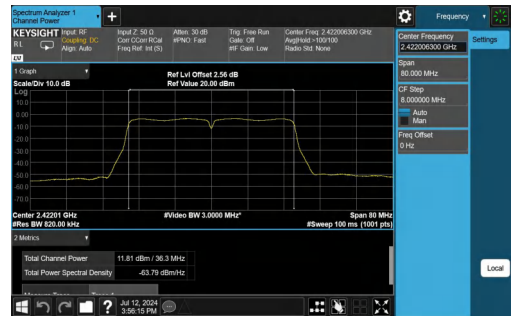 Spectrum Analyzer 1
Channel Power
Frequency
KEYSIGHT
RL
LV
Input: RF
Coupling: DC
Align: Auto
Input Z: 50 Ω
Corr CCorr RCal
Freq Ref: Int (S)
Atten: 30 dB
#PNO: Fast
Trig: Free Run
Gate: Off
#IF Gain: Low
Center Freq: 2.422006300 GHz
Avg|Hold:>100/100
Radio Std: None
Center Frequency
2.422006300 GHz
Settings
Span
80.000 MHz
CF Step
8.000000 MHz
Auto
Man
Freq Offset
0 Hz
1 Graph
Scale/Div 10.0 dB
Ref Lvl Offset 2.56 dB
Ref Value 20.00 dBm
Log
10.0
0.00
-10.0
-20.0
-30.0
-40.0
-50.0
-60.0
-70.0
Center 2.42201 GHz
#Res BW 820.00 kHz
#Video BW 3.0000 MHz*
Span 80 MHz
#Sweep 100 ms (1001 pts)
2 Metrics
Total Channel Power 11.81 dBm / 36.3 MHz
Total Power Spectral Density -63.79 dBm/Hz
Local
?
Jul 12, 2024
3:56:15 PM